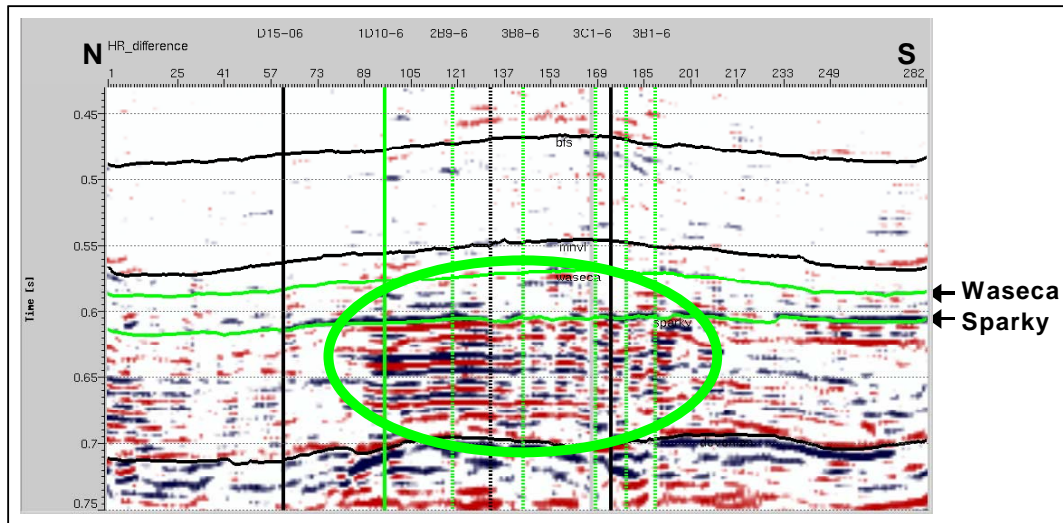 N HR_difference S
D15-06 1D10-6 2B9-6 3B8-6 3C1-6 3B1-6
1 25 41 57 73 89 105 121 137 153 169 185 201 217 233 249 282
0.45
bfs
0.5
0.55
mnvl
waseca
Waseca
0.6
sparky
Sparky
Time [s]
0.65
0.7
0.75